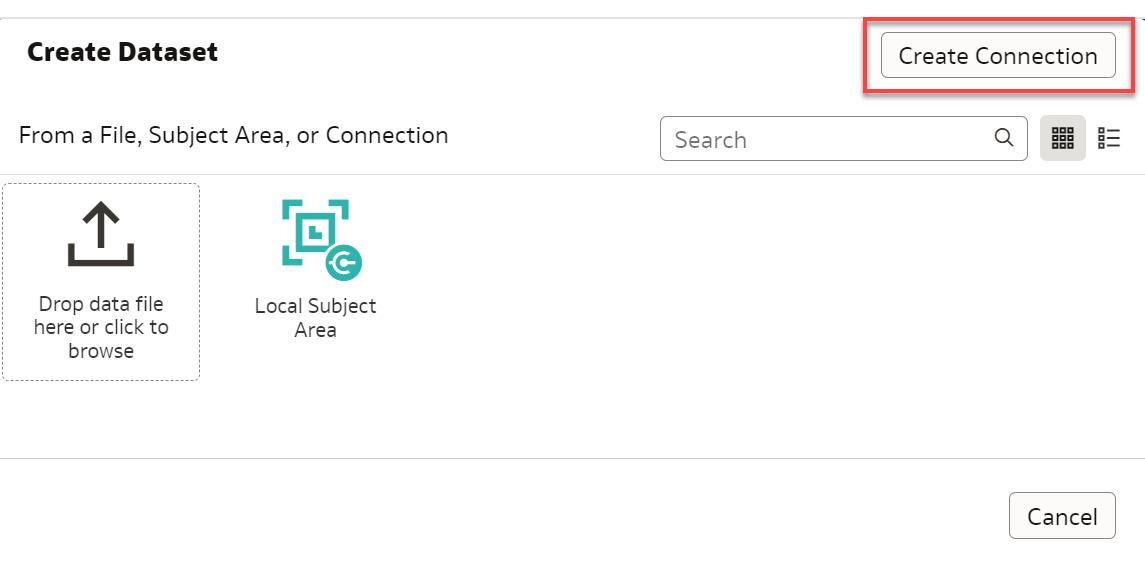 Create Dataset
Create Connection
From a File, Subject Area, or Connection
Search
Drop data file
here or click to
browse
Local Subject
Area
Cancel